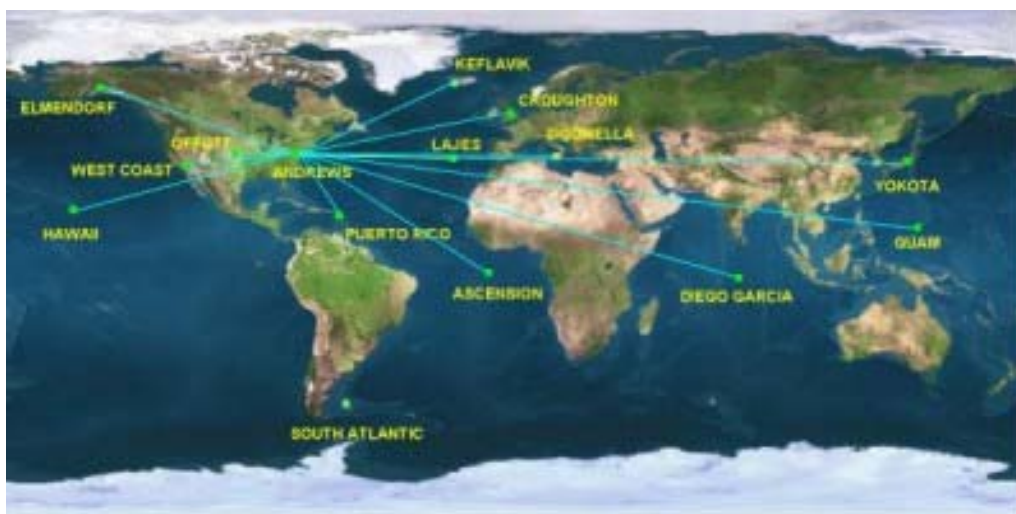 KEFLAVIK
ELMENDORF
CROUGHTON
OFFUTT
LAJES
SIGONELLA
WEST COAST
ANDREWS
YOKOTA
HAWAII
PUERTO RICO
GUAM
ASCENSION
DIEGO GARCIA
SOUTH ATLANTIC